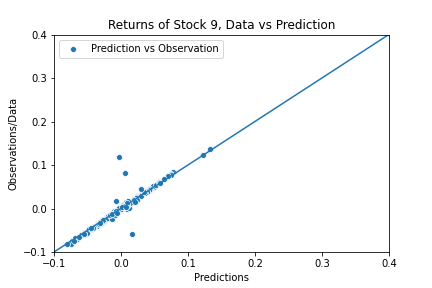 Returns of Stock 9, Data vs Prediction
0.4
Prediction vs Observation
0.3
0.2
0.1
0.0
−0.1
Observations/Data
−0.1 0.0 0.1 0.2 0.3 0.4
Predictions